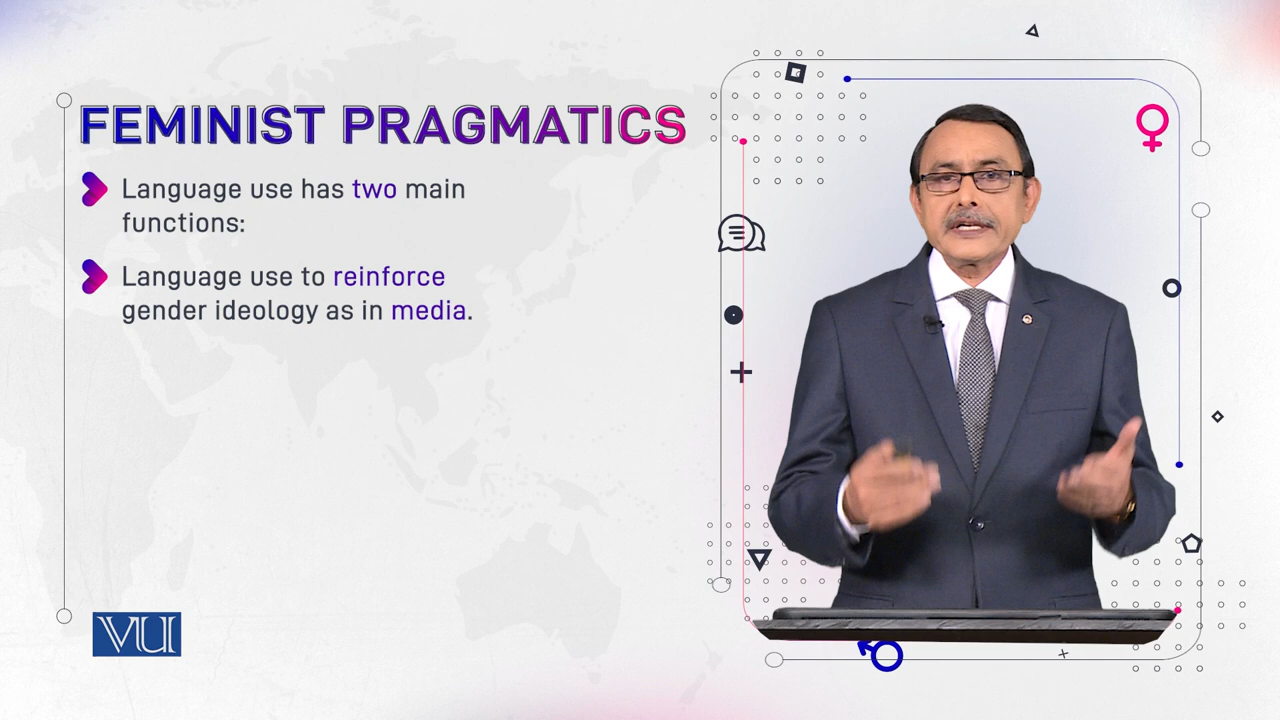 FEMINIST PRAGMATICS
Language use has two main
functions:
Language use to reinforce
gender ideology as in media.
VU